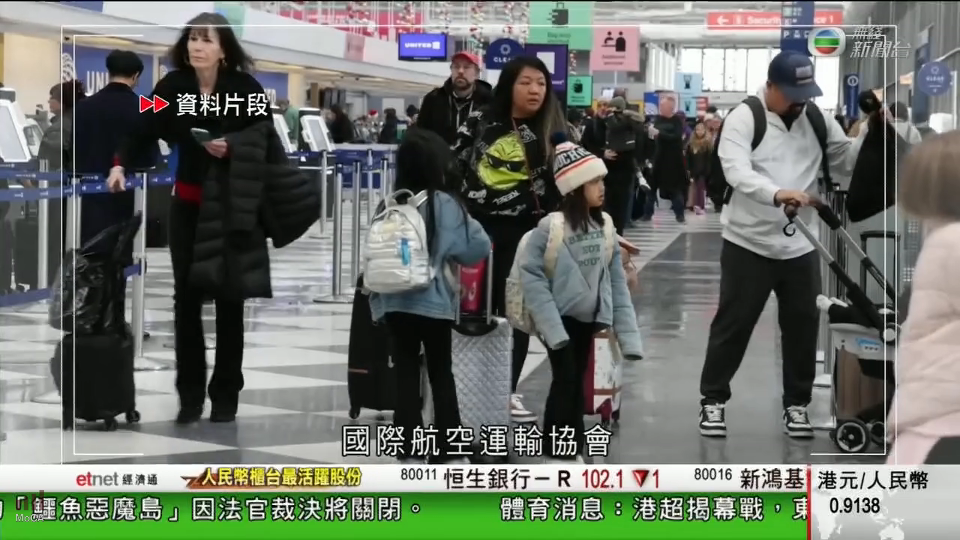 UNITED
CLEAR
Security
無綫
新聞台
資料片段
國際航空運輸協會
etnet 經濟通
人民幣櫃台最活躍股份
80011 恒生銀行－R 102.1 ▼1
80016 新鴻基
港元/人民幣
0.9138
「鱷魚惡魔島」因法官裁決將關閉。
體育消息：港超揭幕戰，東